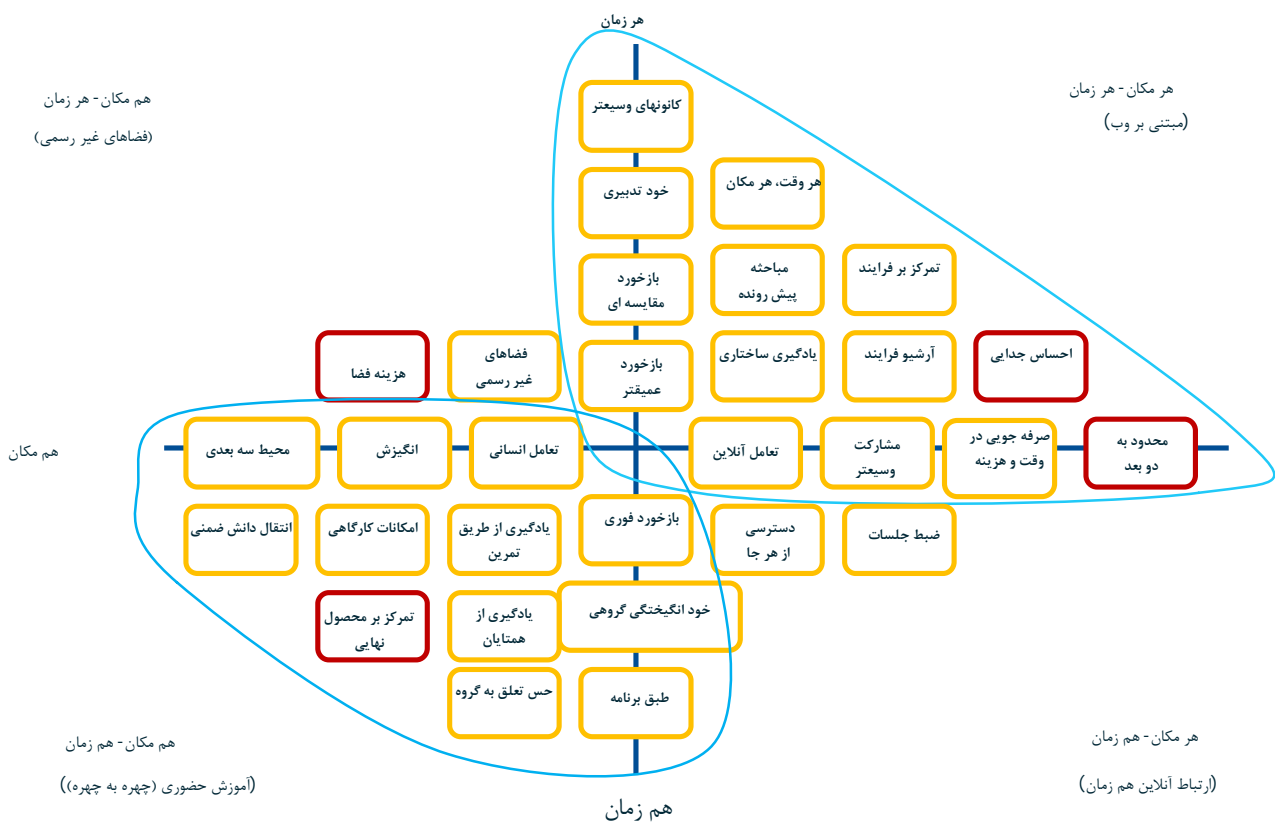 هر زمان
هر مکان - هر زمان
(مبتنی بر وب)
هم مکان - هر زمان
(فضاهای غیر رسمی)
کانونهای وسیعتر
هر وقت، هر مکان
خود تدبیری
تمرکز بر فرایند
مباحثه
پیش رونده
بازخورد
مقایسه ای
احساس جدایی
آرشیو فرایند
یادگیری ساختاری
بازخورد
عمیقتر
فضاهای
غیر رسمی
هزینه فضا
محدود به
دو بعد
صرفه جویی در
وقت و هزینه
مشارکت
وسیعتر
تعامل آنلاین
تعامل انسانی
انگیزش
محیط سه بعدی
هم مکان
ضبط جلسات
دسترسی
از هر جا
بازخورد فوری
یادگیری از طریق
تمرین
امکانات کارگاهی
انتقال دانش ضمنی
خود انگیختگی گروهی
یادگیری از
همتایان
تمرکز بر محصول
نهایی
طبق برنامه
حس تعلق به گروه
هر مکان - هم زمان
(ارتباط آنلاین هم زمان)
هم مکان - هم زمان
(آموزش حضوری (چهره به چهره))
هم زمان